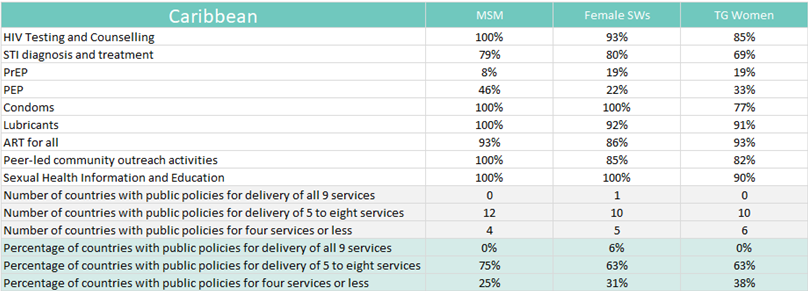 Caribbean MSM Female SWs TG Women
HIV Testing and Counselling 100% 93% 85%
STI diagnosis and treatment 79% 80% 69%
PrEP 8% 19% 19%
PEP 46% 22% 33%
Condoms 100% 100% 77%
Lubricants 100% 92% 91%
ART for all 93% 86% 93%
Peer-led community outreach activities 100% 85% 82%
Sexual Health Information and Education 100% 100% 90%
Number of countries with public policies for delivery of all 9 services 0 1 0
Number of countries with public policies for delivery of 5 to eight services 12 10 10
Number of countries with public policies for four services or less 4 5 6
Percentage of countries with public policies for delivery of all 9 services 0% 6% 0%
Percentage of countries with public policies for delivery of 5 to eight services 75% 63% 63%
Percentage of countries with public policies for four services or less 25% 31% 38%